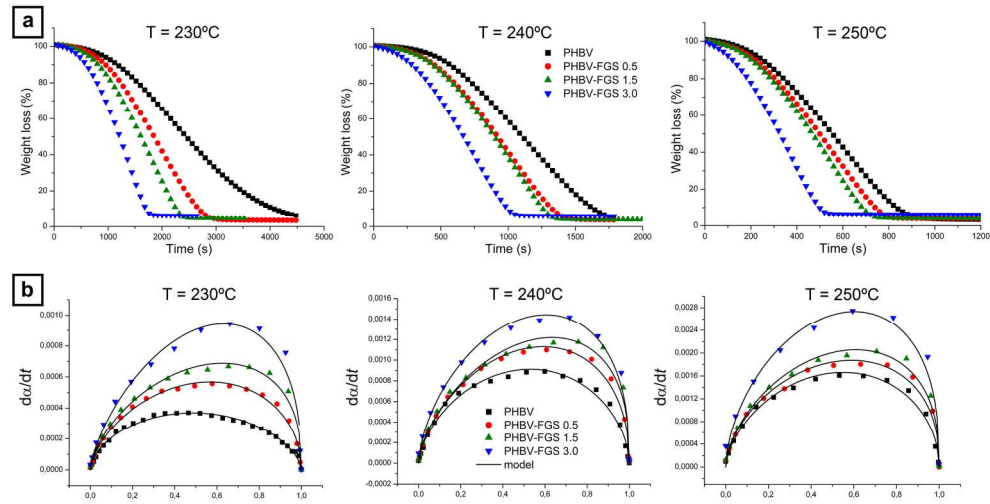 a
T = 230ºC
T = 240ºC
T = 250ºC
Weight loss (%)
100
80
60
40
20
0
0 1000 2000 3000 4000 5000
Time (s)
PHBV
PHBV-FGS 0.5
PHBV-FGS 1.5
PHBV-FGS 3.0
Weight loss (%)
100
80
60
40
20
0
0 500 1000 1500 2000
Time (s)
Weight loss (%)
100
80
60
40
20
0
0 200 400 600 800 1000 1200
Time (s)
b
T = 230ºC
T = 240ºC
T = 250ºC
dα/dt
0,0010
0,0008
0,0006
0,0004
0,0002
0,0000
0,0 0,2 0,4 0,6 0,8 1,0
dα/dt
0,0016
0,0014
0,0012
0,0010
0,0008
0,0006
0,0004
0,0002
0,0000
-0,0002
0,0 0,2 0,4 0,6 0,8 1,0
PHBV
PHBV-FGS 0.5
PHBV-FGS 1.5
PHBV-FGS 3.0
model
dα/dt
0,0028
0,0024
0,0020
0,0016
0,0012
0,0008
0,0004
0,0000
0,0 0,2 0,4 0,6 0,8 1,0